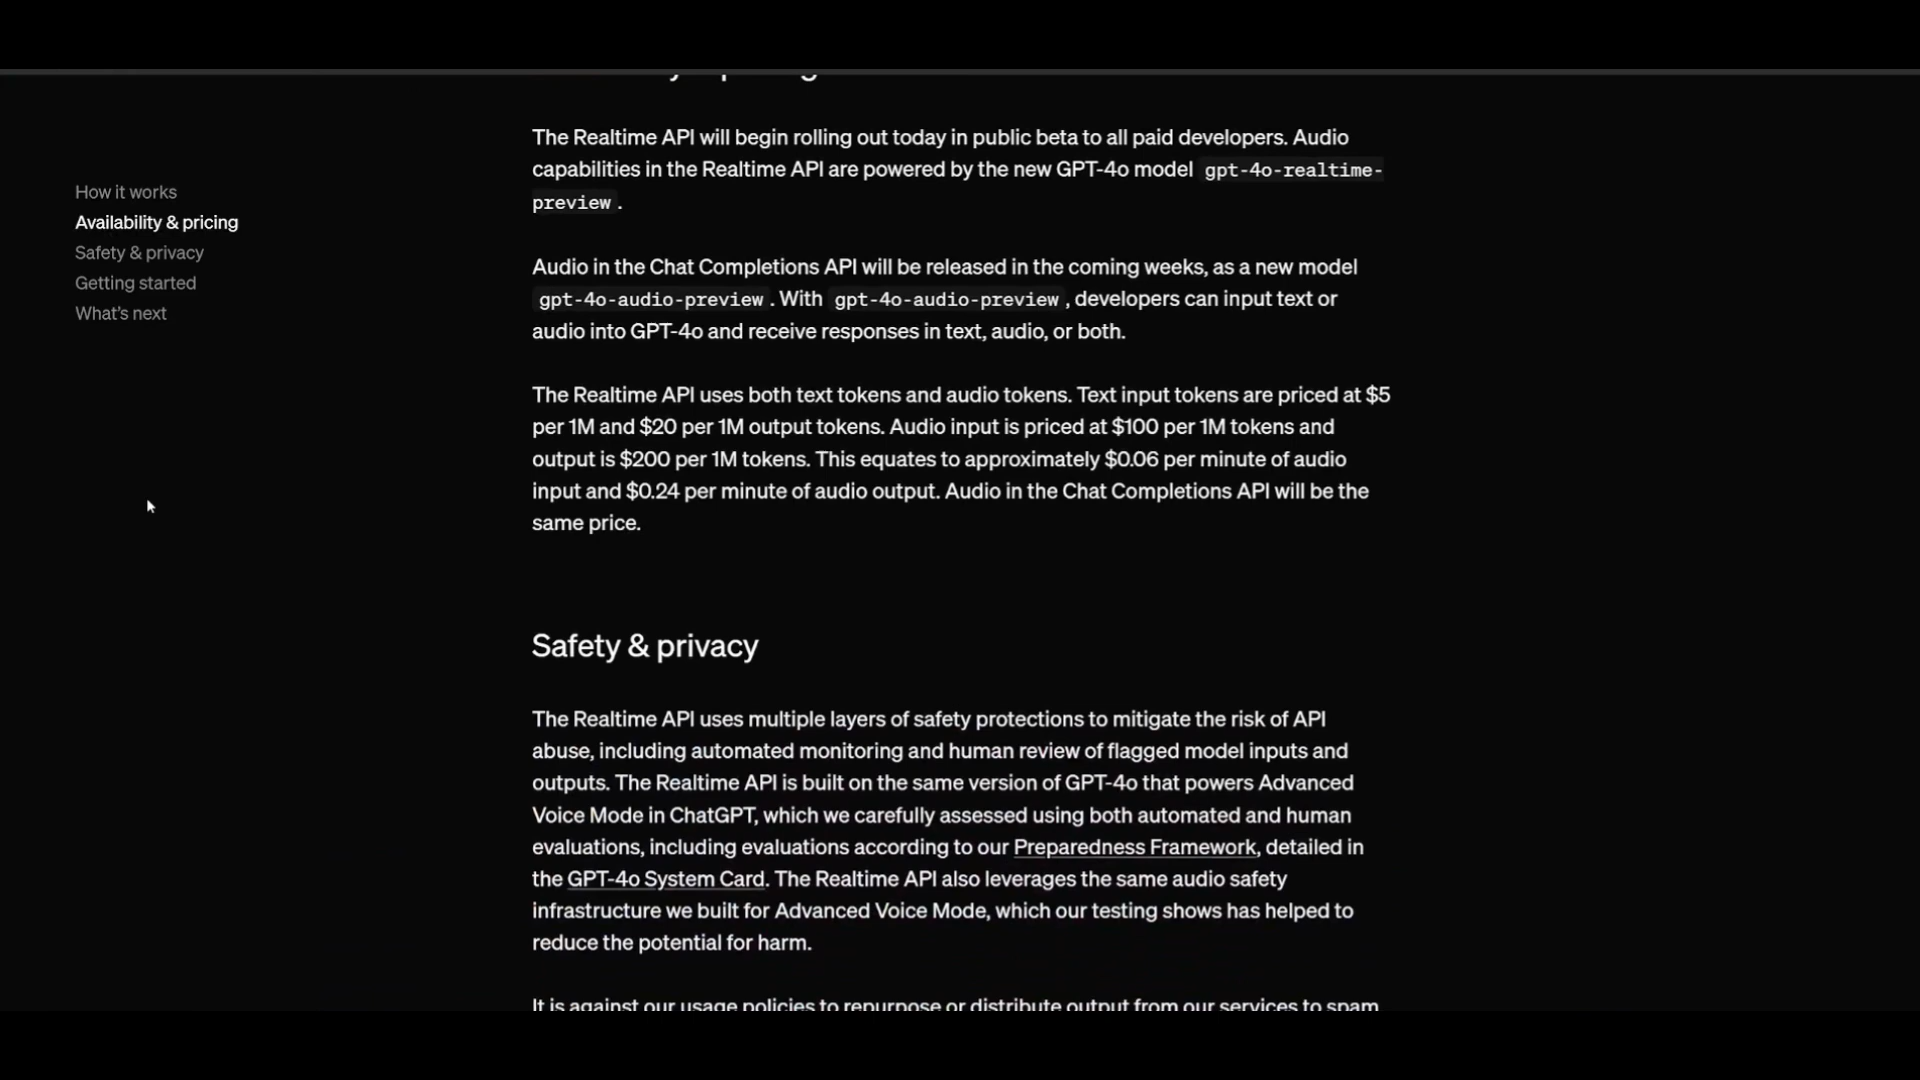 How it works
Availability & pricing
Safety & privacy
Getting started
What's next
The Realtime API will begin rolling out today in public beta to all paid developers. Audio
capabilities in the Realtime API are powered by the new GPT-4o model gpt-4o-realtime-
preview .
Audio in the Chat Completions API will be released in the coming weeks, as a new model
gpt-4o-audio-preview . With gpt-4o-audio-preview , developers can input text or
audio into GPT-4o and receive responses in text, audio, or both.
The Realtime API uses both text tokens and audio tokens. Text input tokens are priced at $5
per 1M and $20 per 1M output tokens. Audio input is priced at $100 per 1M tokens and
output is $200 per 1M tokens. This equates to approximately $0.06 per minute of audio
input and $0.24 per minute of audio output. Audio in the Chat Completions API will be the
same price.
Safety & privacy
The Realtime API uses multiple layers of safety protections to mitigate the risk of API
abuse, including automated monitoring and human review of flagged model inputs and
outputs. The Realtime API is built on the same version of GPT-4o that powers Advanced
Voice Mode in ChatGPT, which we carefully assessed using both automated and human
evaluations, including evaluations according to our Preparedness Framework, detailed in
the GPT-4o System Card. The Realtime API also leverages the same audio safety
infrastructure we built for Advanced Voice Mode, which our testing shows has helped to
reduce the potential for harm.
It is against our usage policies to repurpose or distribute output from our services to spam